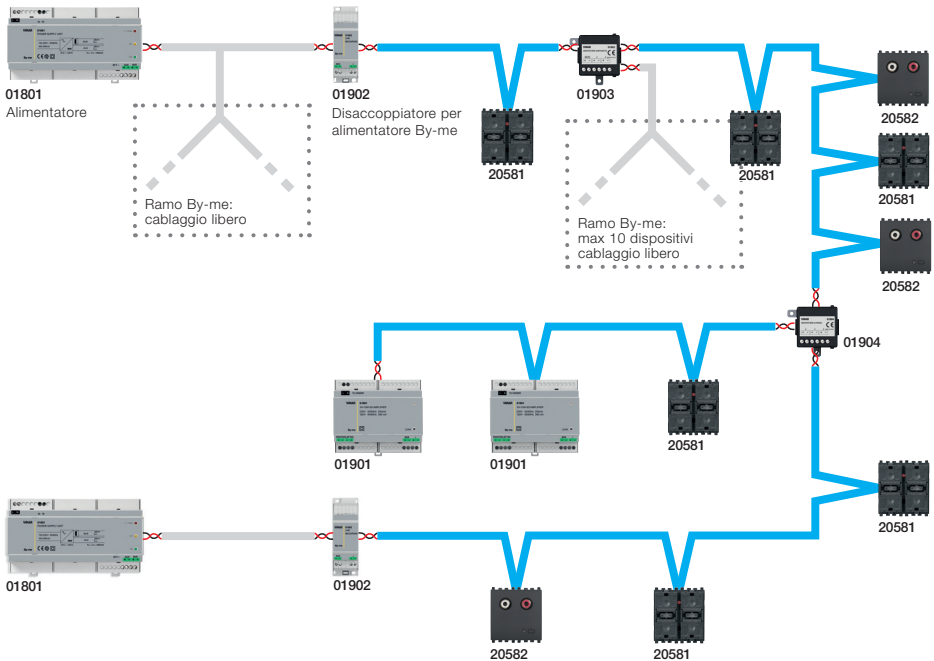 01801
Alimentatore
01902
Disaccoppiatore per
alimentatore By-me
01903
20581
20581
20582
20581
20582
Ramo By-me:
cablaggio libero
Ramo By-me:
max 10 dispositivi
cablaggio libero
01904
01901
01901
20581
20581
01801
01902
20582
20581